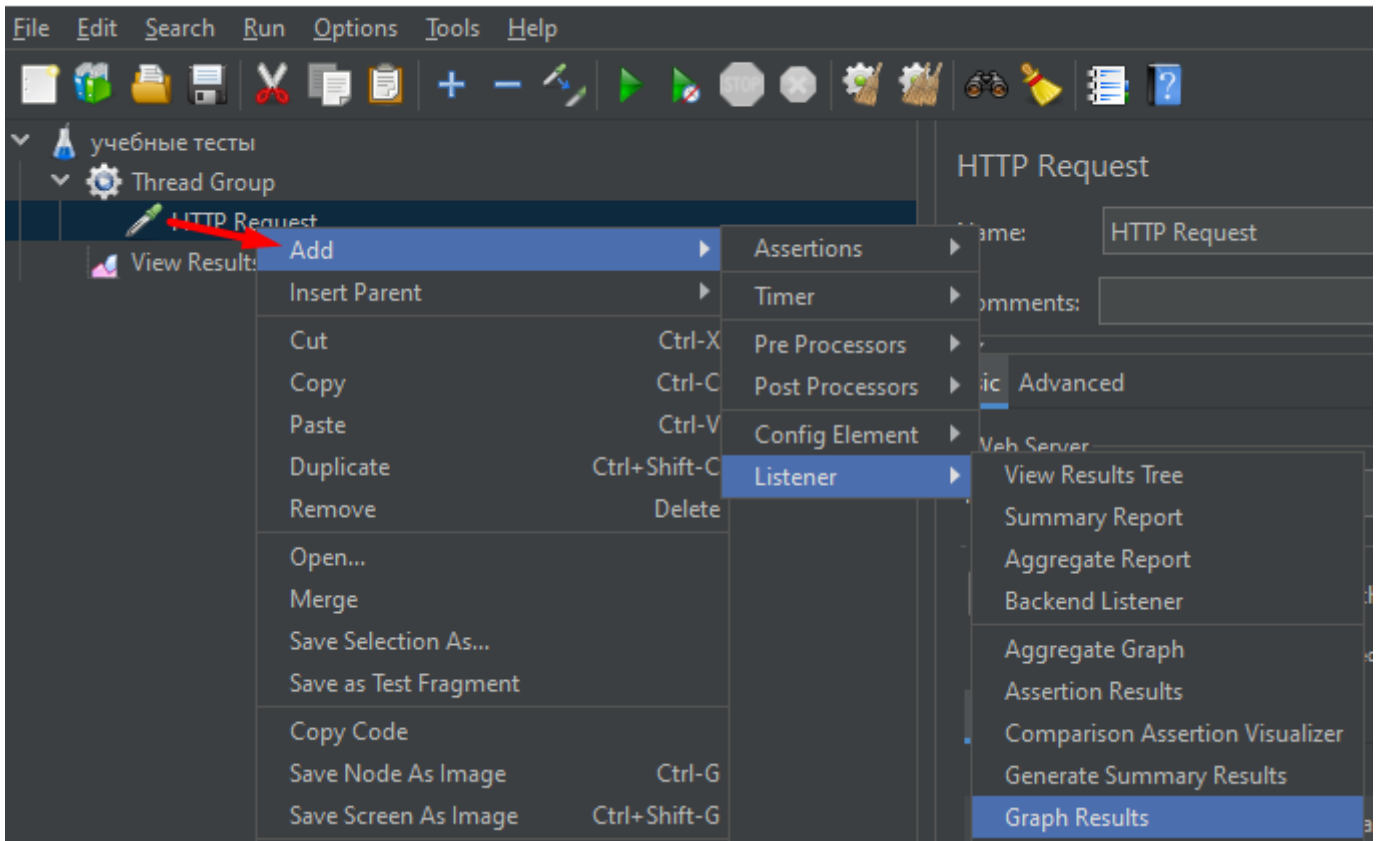 File Edit Search Run Options Tools Help
STOP
учебные тесты
Thread Group
HTTP Request
View Results
HTTP Request
HTTP Request
Advanced
Web Server
Add
Insert Parent
Cut Ctrl-X
Copy Ctrl-C
Paste Ctrl-V
Duplicate Ctrl+Shift-C
Remove Delete
Open...
Merge
Save Selection As...
Save as Test Fragment
Copy Code
Save Node As Image Ctrl-G
Save Screen As Image Ctrl+Shift-G
Assertions
Timer
Pre Processors
Post Processors
Config Element
Listener
View Results Tree
Summary Report
Aggregate Report
Backend Listener
Aggregate Graph
Assertion Results
Comparison Assertion Visualizer
Generate Summary Results
Graph Results